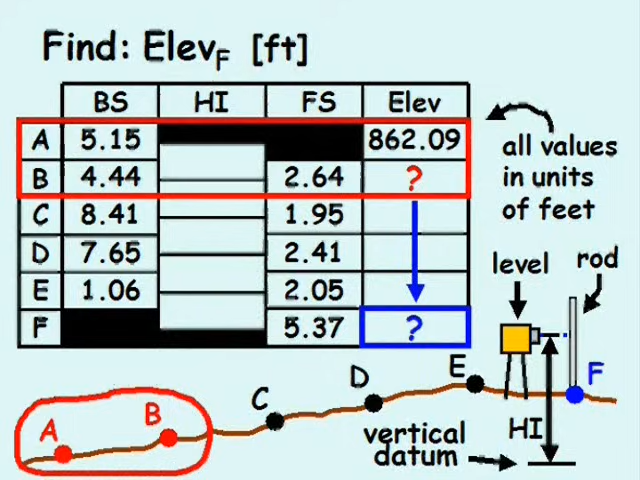 Find: Elev_F [ft]
BS HI FS Elev
A 5.15 862.09
B 4.44 2.64 ?
C 8.41 1.95
D 7.65 2.41
E 1.06 2.05
F 5.37 ?
all values
in units
of feet
level
rod
A
B
C
D
E
F
HI
vertical
datum